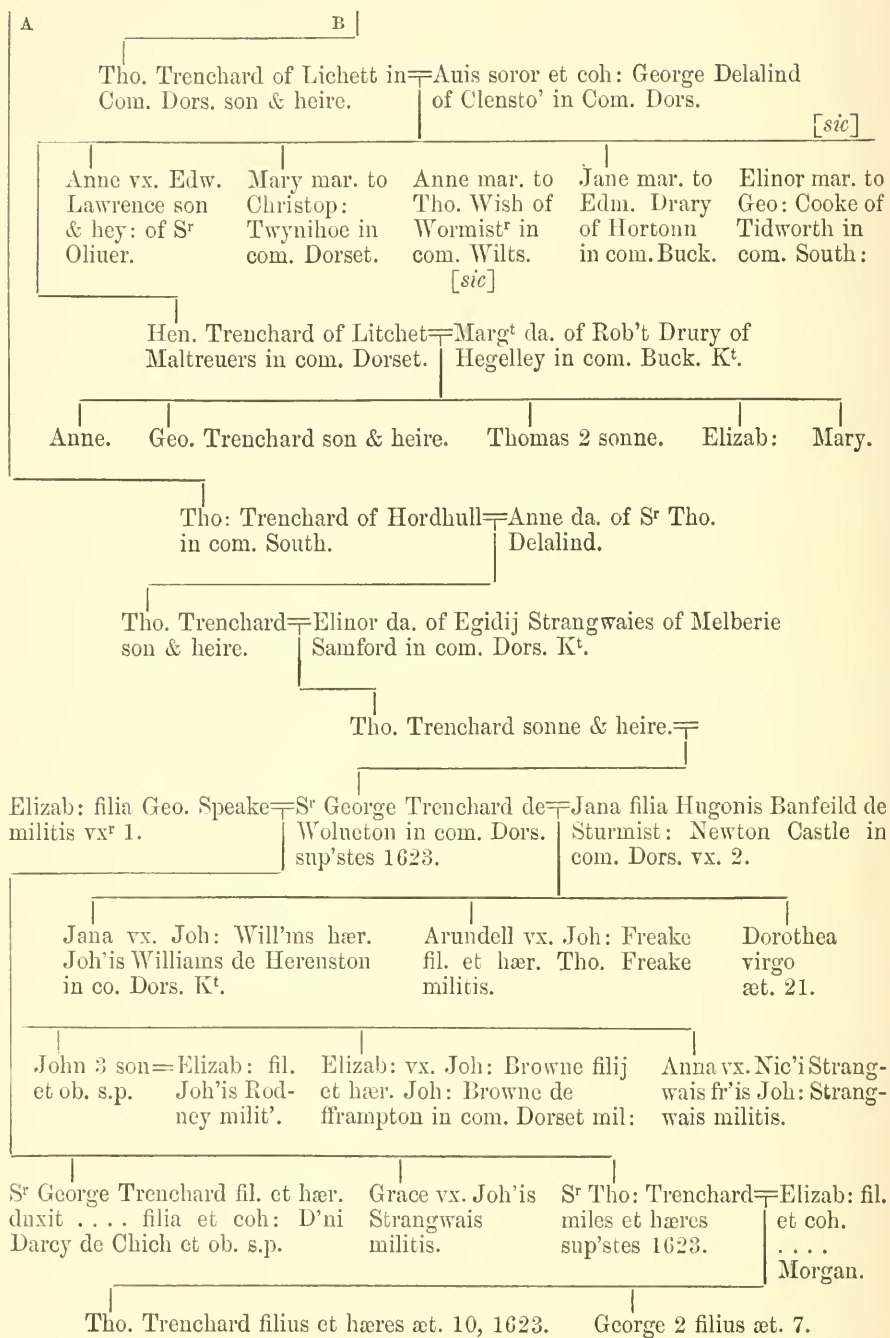 A B
Tho. Trenchard of Lichett in=Auis soror et coh: George Delalind
Com. Dors. son & heire. of Clensto' in Com. Dors.
[sic]
Anne vx. Edw.
Lawrence son
& hey: of Sr
Oliuer.
Mary mar. to
Christop:
Twynihoe in
com. Dorset.
Anne mar. to
Tho. Wish of
Wormistr in
com. Wilts.
[sic]
Jane mar. to
Edm. Drary
of Hortonn
in com. Buck.
Elinor mar. to
Geo: Cooke of
Tidworth in
com. South:
Hen. Trenchard of Litchet=Margt da. of Rob't Drury of
Maltreuers in com. Dorset. Hegelley in com. Buck. Kt.
Anne. Geo. Trenchard son & heire. Thomas 2 sonne. Elizab: Mary.
Tho: Trenchard of Hordhull=Anne da. of Sr Tho.
in com. South. Delalind.
Tho. Trenchard=Elinor da. of Egidij Strangwaies of Melberie
son & heire. Samford in com. Dors. Kt.
Tho. Trenchard sonne & heire.=
Elizab: filia Geo. Speake=Sr George Trenchard de=Jana filia Hugonis Banfeild de
militis vxr 1. Wolueton in com. Dors. Sturmist: Newton Castle in
sup'stes 1623. com. Dors. vx. 2.
Jana vx. Joh: Will'ms hær.
Joh'is Williams de Herenston
in co. Dors. Kt.
Arundell vx. Joh: Freake
fil. et hær. Tho. Freake
militis.
Dorothea
virgo
æt. 21.
John 3 son=Elizab: fil.
et ob. s.p. Joh'is Rod-
ney milit'.
Elizab: vx. Joh: Browne filij
et hær. Joh: Browne de
fframpton in com. Dorset mil:
Anna vx. Nic'i Strang-
wais fr'is Joh: Strang-
wais militis.
Sr George Trenchard fil. et hær.
duxit . . . . filia et coh: D'ni
Darcy de Chich et ob. s.p.
Grace vx. Joh'is
Strangwais
militis.
Sr Tho: Trenchard=Elizab: fil.
miles et hæres et coh.
sup'stes 1623. . . . .
Morgan.
Tho. Trenchard filius et hæres æt. 10, 1623. George 2 filius æt. 7.